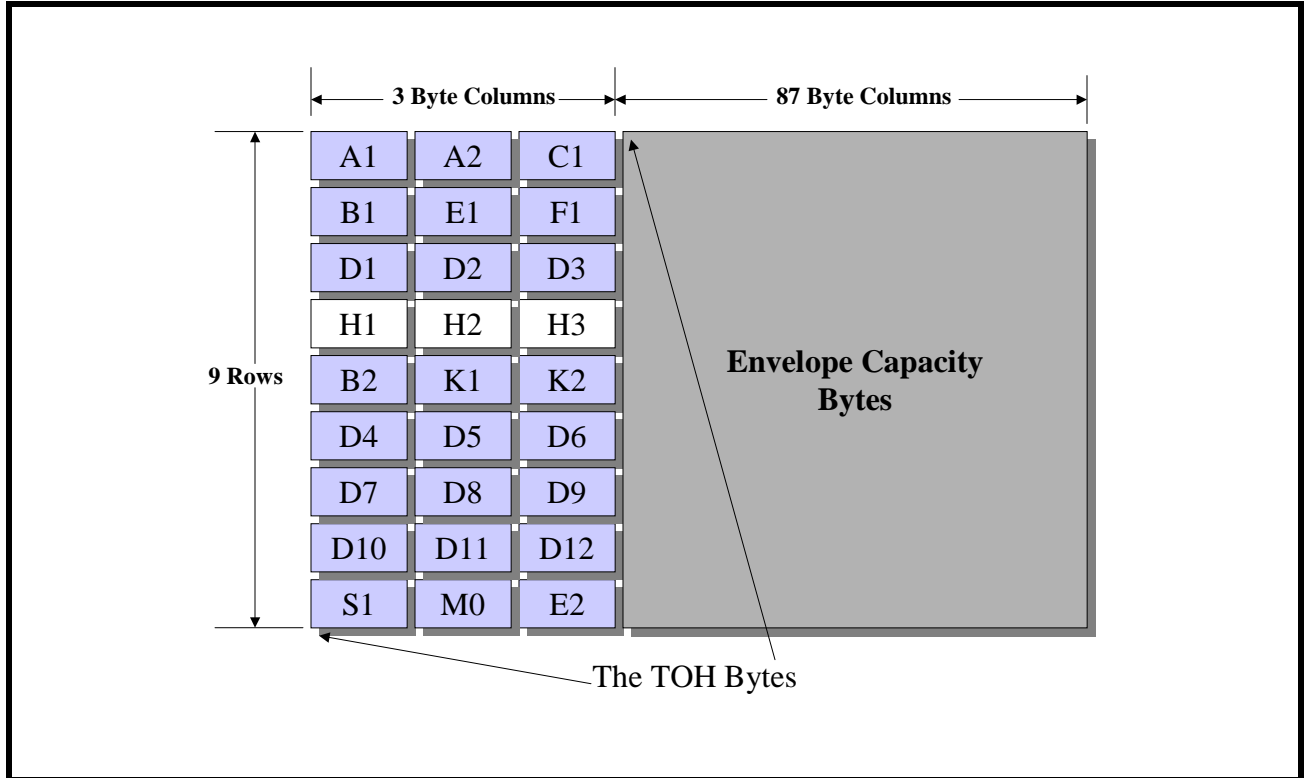 3 Byte Columns 87 Byte Columns
A1 A2 C1
B1 E1 F1
D1 D2 D3
H1 H2 H3
9 Rows
B2 K1 K2
D4 D5 D6
D7 D8 D9
D10 D11 D12
S1 M0 E2
Envelope Capacity
Bytes
The TOH Bytes